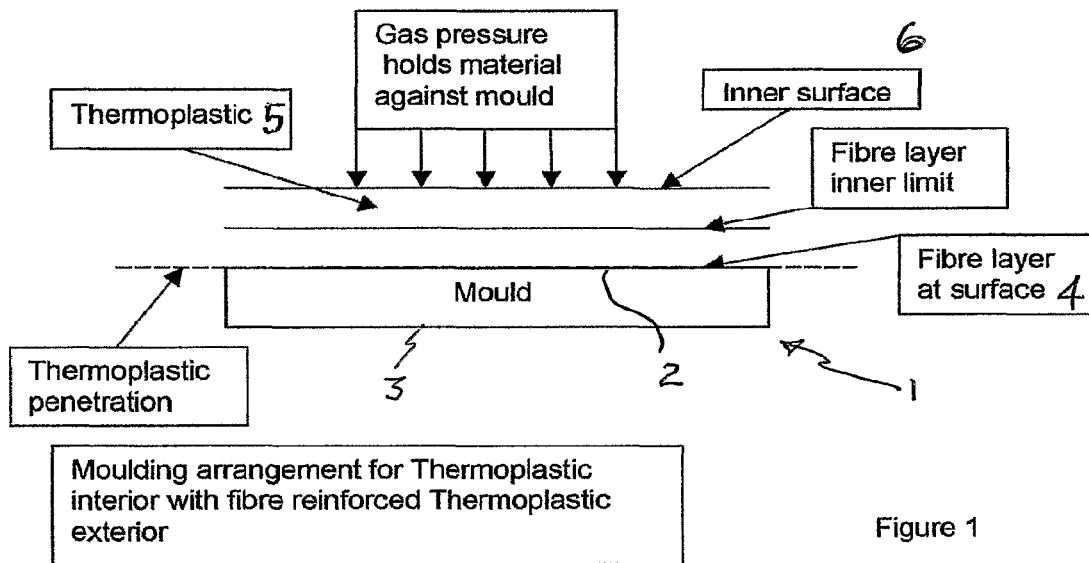 Gas pressure
holds material
against mould
6
Thermoplastic 5
Inner surface
Fibre layer
inner limit
Fibre layer
at surface 4
Mould
Thermoplastic
penetration
3
2
1
Moulding arrangement for Thermoplastic
interior with fibre reinforced Thermoplastic
exterior
Figure 1